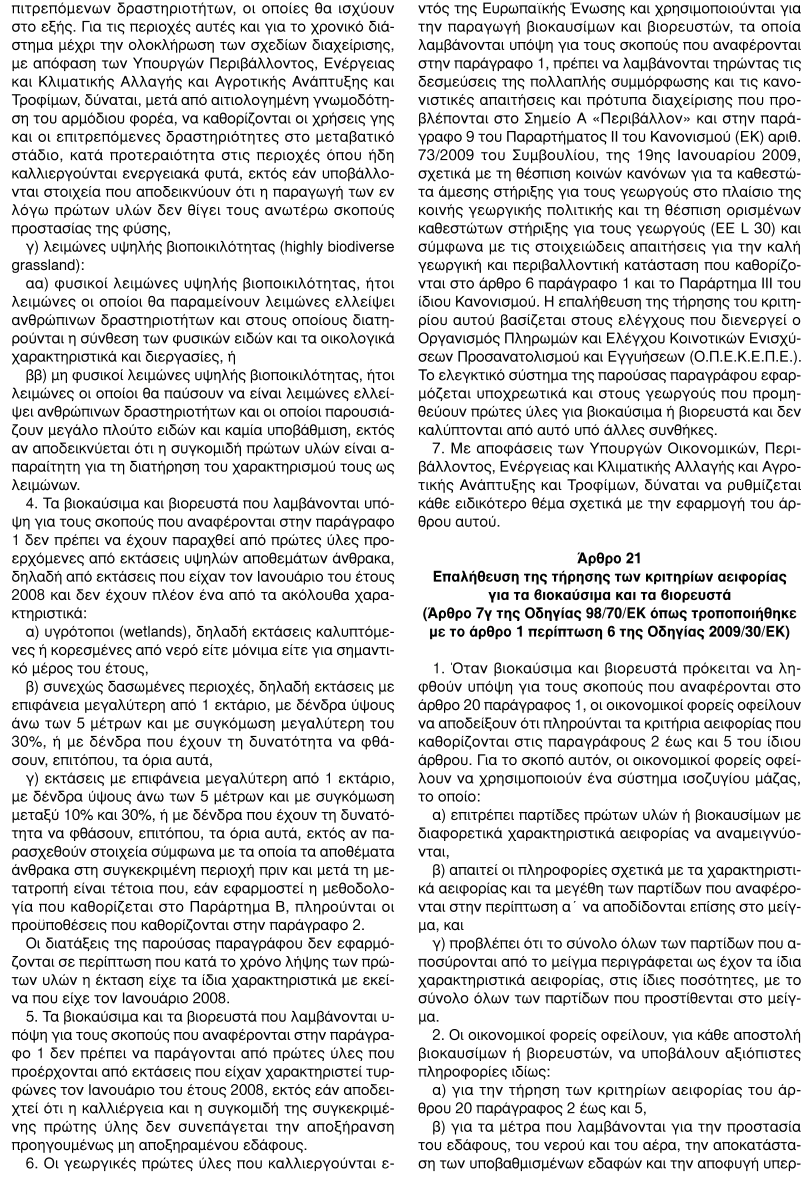 πιτρεπόμενων δραστηριοτήτων, οι οποίες θα ισχύουν
στο εξής. Για τις περιοχές αυτές και για το χρονικό διά-
στημα μέχρι την ολοκλήρωση των σχεδίων διαχείρισης,
με απόφαση των Υπουργών Περιβάλλοντος, Ενέργειας
και Κλιματικής Αλλαγής και Αγροτικής Ανάπτυξης και
Τροφίμων, δύναται, μετά από αιτιολογημένη γνωμοδότη-
ση του αρμόδιου φορέα, να καθορίζονται οι χρήσεις γης
και οι επιτρεπόμενες δραστηριότητες στο μεταβατικό
στάδιο, κατά προτεραιότητα στις περιοχές όπου ήδη
καλλιεργούνται ενεργειακά φυτά, εκτός εάν υποβάλλο-
νται στοιχεία που αποδεικνύουν ότι η παραγωγή των εν
λόγω πρώτων υλών δεν θίγει τους ανωτέρω σκοπούς
προστασίας της φύσης,
γ) λειμώνες υψηλής βιοποικιλότητας (highly biodiverse
grassland):
αα) φυσικοί λειμώνες υψηλής βιοποικιλότητας, ήτοι
λειμώνες οι οποίοι θα παραμείνουν λειμώνες ελλείψει
ανθρώπινων δραστηριοτήτων και στους οποίους διατη-
ρούνται η σύνθεση των φυσικών ειδών και τα οικολογικά
χαρακτηριστικά και διεργασίες, ή
ββ) μη φυσικοί λειμώνες υψηλής βιοποικιλότητας, ήτοι
λειμώνες οι οποίοι θα παύσουν να είναι λειμώνες ελλεί-
ψει ανθρώπινων δραστηριοτήτων και οι οποίοι παρουσιά-
ζουν μεγάλο πλούτο ειδών και καμία υποβάθμιση, εκτός
αν αποδεικνύεται ότι η συγκομιδή πρώτων υλών είναι α-
παραίτητη για τη διατήρηση του χαρακτηρισμού τους ως
λειμώνων.
4. Τα βιοκαύσιμα και βιορευστά που λαμβάνονται υπό-
ψη για τους σκοπούς που αναφέρονται στην παράγραφο
1 δεν πρέπει να έχουν παραχθεί από πρώτες ύλες προ-
ερχόμενες από εκτάσεις υψηλών αποθεμάτων άνθρακα,
δηλαδή από εκτάσεις που είχαν τον Ιανουάριο του έτους
2008 και δεν έχουν πλέον ένα από τα ακόλουθα χαρα-
κτηριστικά:
α) υγρότοποι (wetlands), δηλαδή εκτάσεις καλυπτόμε-
νες ή κορεσμένες από νερό είτε μόνιμα είτε για σημαντι-
κό μέρος του έτους,
β) συνεχώς δασωμένες περιοχές, δηλαδή εκτάσεις με
επιφάνεια μεγαλύτερη από 1 εκτάριο, με δένδρα ύψους
άνω των 5 μέτρων και με συγκόμωση μεγαλύτερη του
30%, ή με δένδρα που έχουν τη δυνατότητα να φθά-
σουν, επιτόπου, τα όρια αυτά,
γ) εκτάσεις με επιφάνεια μεγαλύτερη από 1 εκτάριο,
με δένδρα ύψους άνω των 5 μέτρων και με συγκόμωση
μεταξύ 10% και 30%, ή με δένδρα που έχουν τη δυνατό-
τητα να φθάσουν, επιτόπου, τα όρια αυτά, εκτός αν πα-
ρασχεθούν στοιχεία σύμφωνα με τα οποία τα αποθέματα
άνθρακα στη συγκεκριμένη περιοχή πριν και μετά τη με-
τατροπή είναι τέτοια που, εάν εφαρμοστεί η μεθοδολο-
γία που καθορίζεται στο Παράρτημα Β, πληρούνται οι
προϋποθέσεις που καθορίζονται στην παράγραφο 2.
Οι διατάξεις της παρούσας παραγράφου δεν εφαρμό-
ζονται σε περίπτωση που κατά το χρόνο λήψης των πρώ-
των υλών η έκταση είχε τα ίδια χαρακτηριστικά με εκεί-
να που είχε τον Ιανουάριο 2008.
5. Τα βιοκαύσιμα και τα βιορευστά που λαμβάνονται υ-
πόψη για τους σκοπούς που αναφέρονται στην παράγρα-
φο 1 δεν πρέπει να παράγονται από πρώτες ύλες που
προέρχονται από εκτάσεις που είχαν χαρακτηριστεί τυρ-
φώνες τον Ιανουάριο του έτους 2008, εκτός εάν αποδει-
χτεί ότι η καλλιέργεια και η συγκομιδή της συγκεκριμέ-
νης πρώτης ύλης δεν συνεπάγεται την αποξήρανση
προηγουμένως μη αποξηραμένου εδάφους.
6. Οι γεωργικές πρώτες ύλες που καλλιεργούνται ε-
ντός της Ευρωπαϊκής Ένωσης και χρησιμοποιούνται για
την παραγωγή βιοκαυσίμων και βιορευστών, τα οποία
λαμβάνονται υπόψη για τους σκοπούς που αναφέρονται
στην παράγραφο 1, πρέπει να λαμβάνονται τηρώντας τις
δεσμεύσεις της πολλαπλής συμμόρφωσης και τις κανο-
νιστικές απαιτήσεις και πρότυπα διαχείρισης που προ-
βλέπονται στο Σημείο Α «Περιβάλλον» και στην παρά-
γραφο 9 του Παραρτήματος ΙΙ του Κανονισμού (ΕΚ) αριθ.
73/2009 του Συμβουλίου, της 19ης Ιανουαρίου 2009,
σχετικά με τη θέσπιση κοινών κανόνων για τα καθεστώ-
τα άμεσης στήριξης για τους γεωργούς στο πλαίσιο της
κοινής γεωργικής πολιτικής και τη θέσπιση ορισμένων
καθεστώτων στήριξης για τους γεωργούς (ΕΕ L 30) και
σύμφωνα με τις στοιχειώδεις απαιτήσεις για την καλή
γεωργική και περιβαλλοντική κατάσταση που καθορίζο-
νται στο άρθρο 6 παράγραφο 1 και το Παράρτημα ΙΙΙ του
ίδιου Κανονισμού. Η επαλήθευση της τήρησης του κριτη-
ρίου αυτού βασίζεται στους ελέγχους που διενεργεί ο
Οργανισμός Πληρωμών και Ελέγχου Κοινοτικών Ενισχύ-
σεων Προσανατολισμού και Εγγυήσεων (Ο.Π.Ε.Κ.Ε.Π.Ε.).
Το ελεγκτικό σύστημα της παρούσας παραγράφου εφαρ-
μόζεται υποχρεωτικά και στους γεωργούς που προμη-
θεύουν πρώτες ύλες για βιοκαύσιμα ή βιορευστά και δεν
καλύπτονται από αυτό υπό άλλες συνθήκες.
7. Με αποφάσεις των Υπουργών Οικονομικών, Περι-
βάλλοντος, Ενέργειας και Κλιματικής Αλλαγής και Αγρο-
τικής Ανάπτυξης και Τροφίμων, δύναται να ρυθμίζεται
κάθε ειδικότερο θέμα σχετικά με την εφαρμογή του άρ-
θρου αυτού.
Άρθρο 21
Επαλήθευση της τήρησης των κριτηρίων αειφορίας
για τα βιοκαύσιμα και τα βιορευστά
(Άρθρο 7γ της Οδηγίας 98/70/ΕΚ όπως τροποποιήθηκε
με το άρθρο 1 περίπτωση 6 της Οδηγίας 2009/30/ΕΚ)
1. Όταν βιοκαύσιμα και βιορευστά πρόκειται να λη-
φθούν υπόψη για τους σκοπούς που αναφέρονται στο
άρθρο 20 παράγραφος 1, οι οικονομικοί φορείς οφείλουν
να αποδείξουν ότι πληρούνται τα κριτήρια αειφορίας που
καθορίζονται στις παραγράφους 2 έως και 5 του ίδιου
άρθρου. Για το σκοπό αυτόν, οι οικονομικοί φορείς οφεί-
λουν να χρησιμοποιούν ένα σύστημα ισοζυγίου μάζας,
το οποίο:
α) επιτρέπει παρτίδες πρώτων υλών ή βιοκαυσίμων με
διαφορετικά χαρακτηριστικά αειφορίας να αναμειγνύο-
νται,
β) απαιτεί οι πληροφορίες σχετικά με τα χαρακτηριστι-
κά αειφορίας και τα μεγέθη των παρτίδων που αναφέρο-
νται στην περίπτωση α΄ να αποδίδονται επίσης στο μείγ-
μα, και
γ) προβλέπει ότι το σύνολο όλων των παρτίδων που α-
ποσύρονται από το μείγμα περιγράφεται ως έχον τα ίδια
χαρακτηριστικά αειφορίας, στις ίδιες ποσότητες, με το
σύνολο όλων των παρτίδων που προστίθενται στο μείγ-
μα.
2. Οι οικονομικοί φορείς οφείλουν, για κάθε αποστολή
βιοκαυσίμων ή βιορευστών, να υποβάλουν αξιόπιστες
πληροφορίες ιδίως:
α) για την τήρηση των κριτηρίων αειφορίας του άρ-
θρου 20 παράγραφος 2 έως και 5,
β) για τα μέτρα που λαμβάνονται για την προστασία
του εδάφους, του νερού και του αέρα, την αποκατάστα-
ση των υποβαθμισμένων εδαφών και την αποφυγή υπερ-